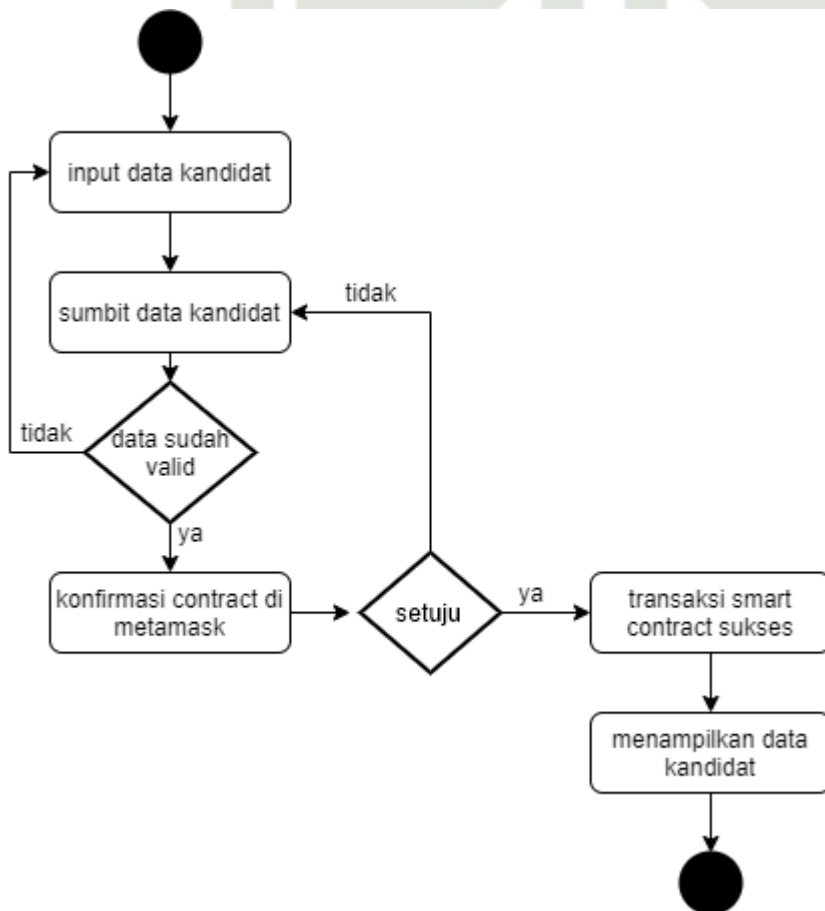 input data kandidat
sumbit data kandidat
tidak
tidak
data sudah
valid
ya
konfirmasi contract di
metamask
setuju
ya
transaksi smart
contract sukses
menampilkan data
kandidat